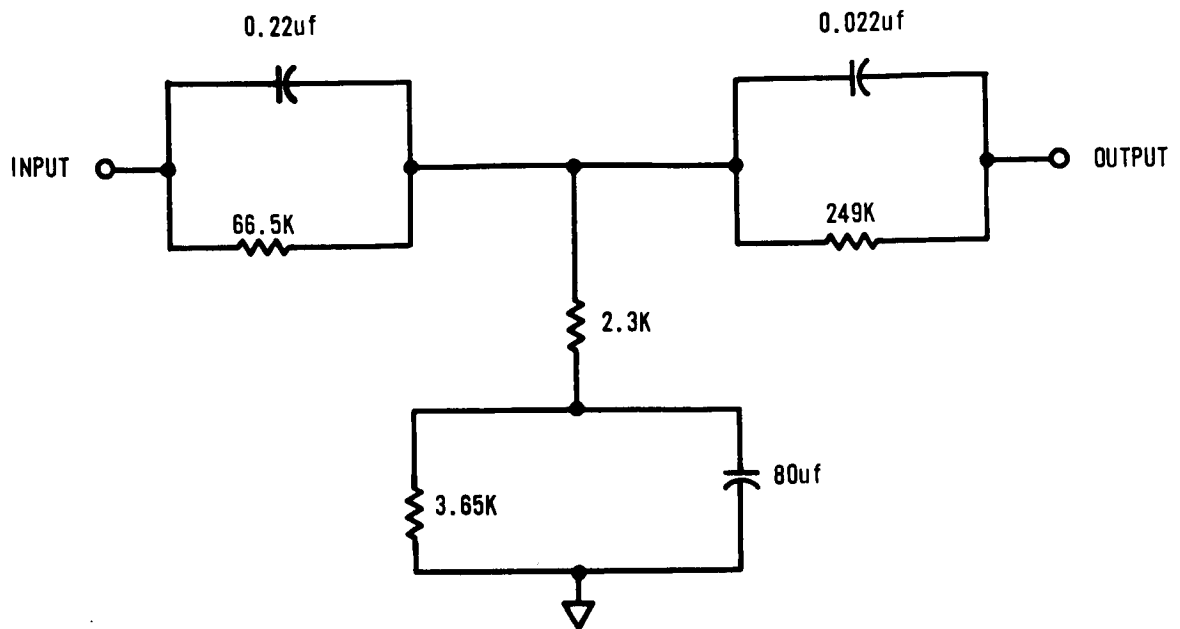 0.22uf
0.022uf
INPUT
OUTPUT
66.5K
249K
2.3K
3.65K
80uf